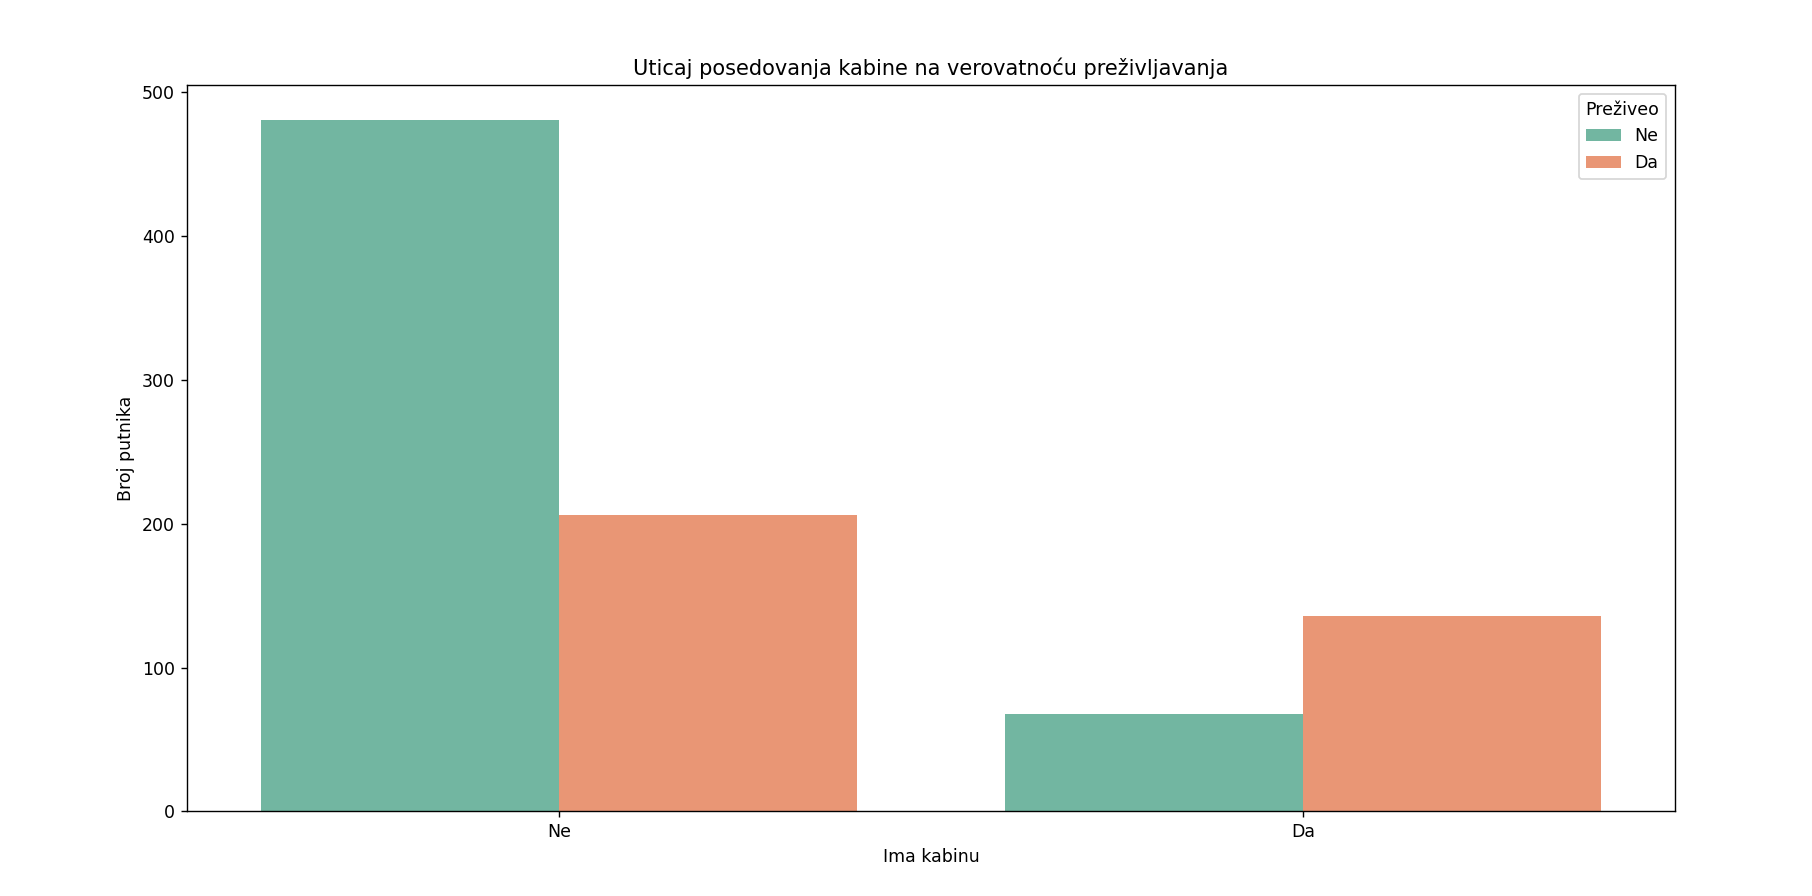 Uticaj posedovanja kabine na verovatnoću preživljavanja
500
400
300
200
100
0
Broj putnika
Ne
Da
Ima kabinu
Preživeo
Ne
Da